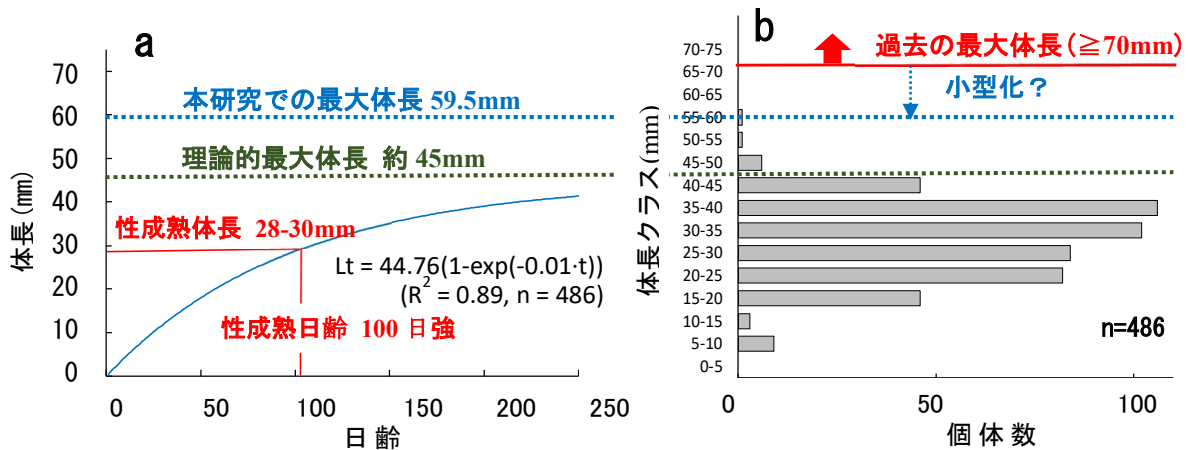 a
体長(mm)
70
60
50
40
30
20
10
0
本研究での最大体長 59.5mm
理論的最大体長 約 45mm
性成熟体長 28-30mm
Lt = 44.76(1-exp(-0.01·t))
(R² = 0.89, n = 486)
性成熟日齢 100 日強
0 50 100 150 200 250
日 齢
b
過去の最大体長(≧70mm)
小型化?
体長クラス(mm)
70-75
65-70
60-65
55-60
50-55
45-50
40-45
35-40
30-35
25-30
20-25
15-20
10-15
5-10
0-5
n=486
0 50 100
個 体 数